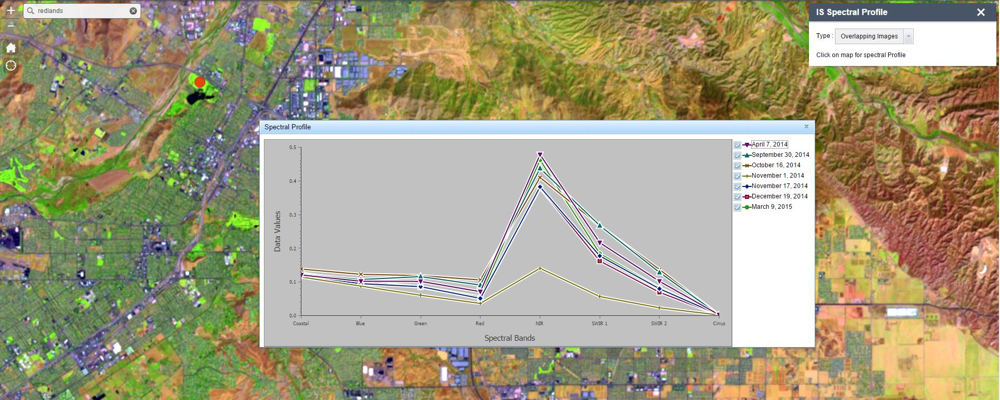 +
redlands
−
IS Spectral Profile
Type : Overlapping Images
Click on map for spectral Profile
Spectral Profile
x
0.5
0.4
0.3
0.2
0.1
0.0
Data Values
Coastal Blue Green Red NIR SWIR 1 SWIR 2 Cirrus
Spectral Bands
April 7, 2014
September 30, 2014
October 16, 2014
November 1, 2014
November 17, 2014
December 19, 2014
March 9, 2015